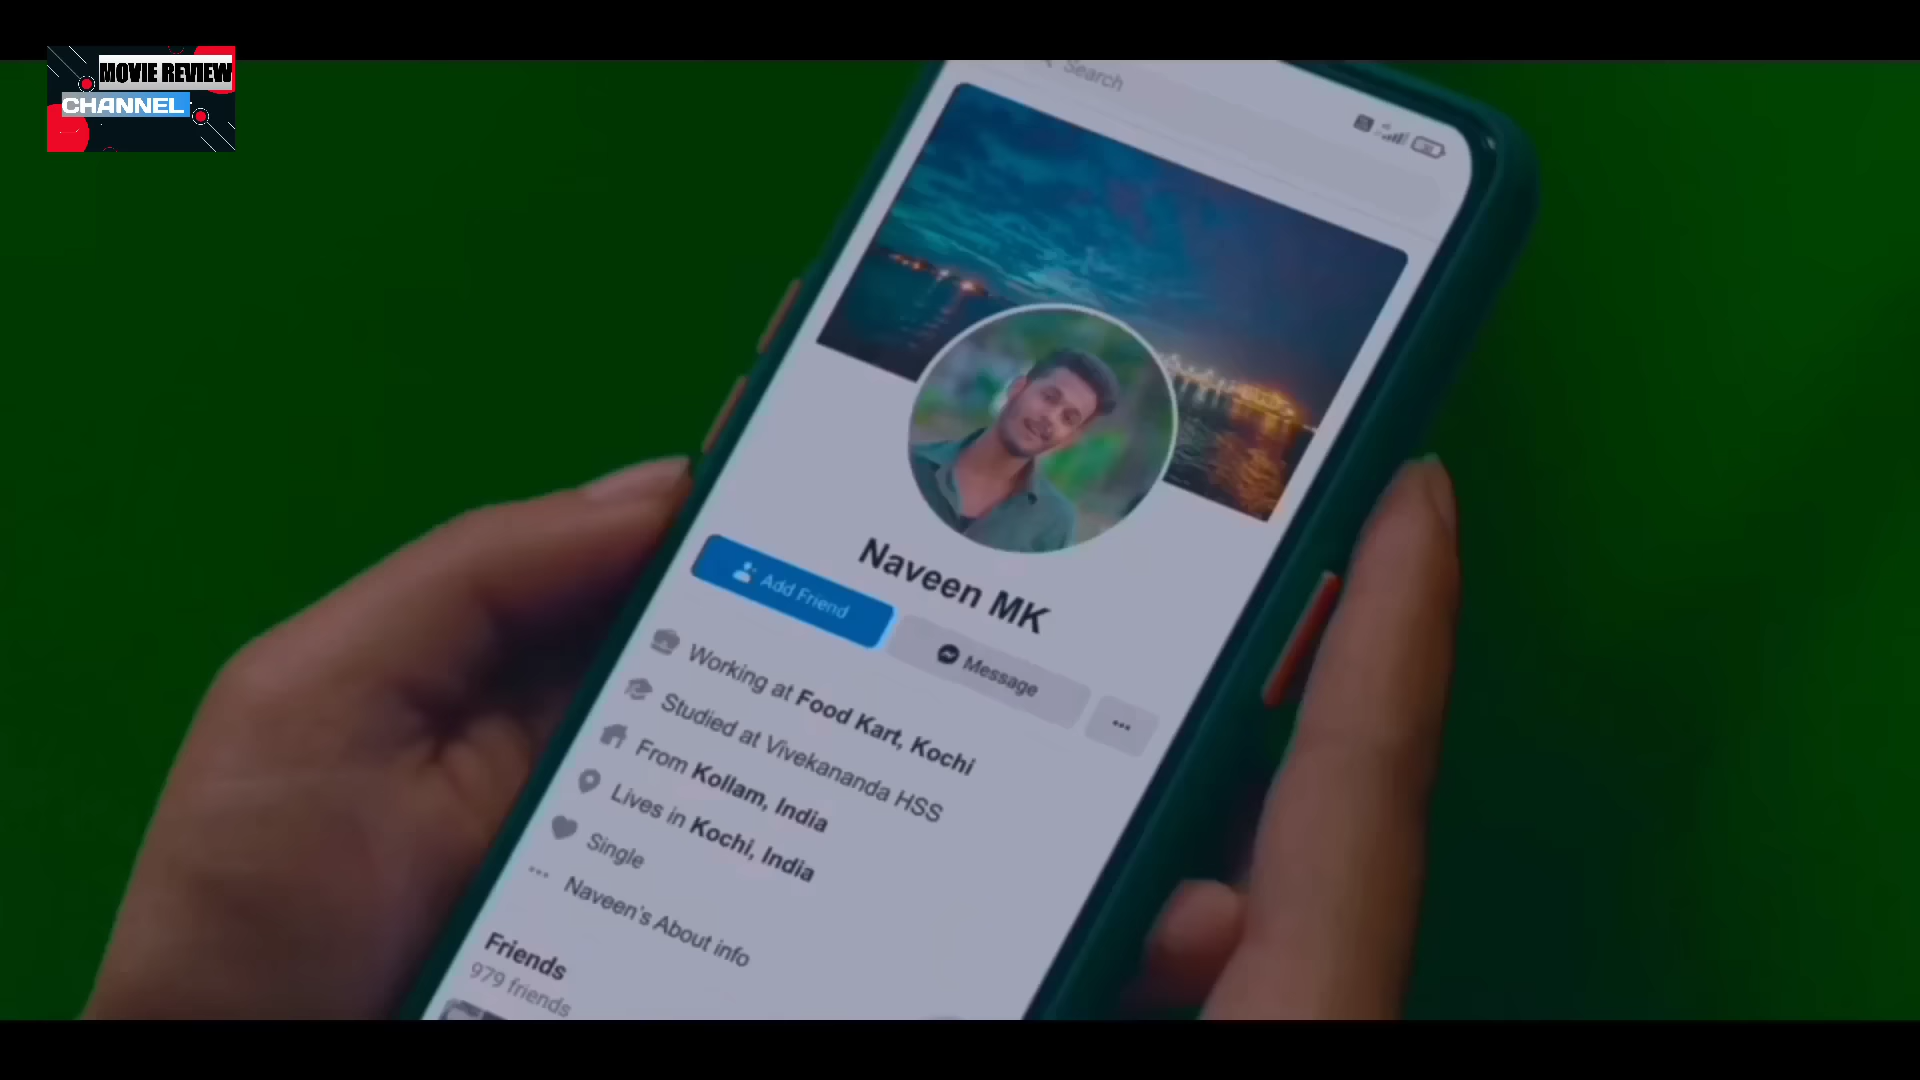 MOVIE REVIEW
CHANNEL
Search
Naveen MK
Add Friend
Message
Working at Food Kart, Kochi
Studied at Vivekananda HSS
From Kollam, India
Lives in Kochi, India
Single
Naveen's About info
Friends
979 friends